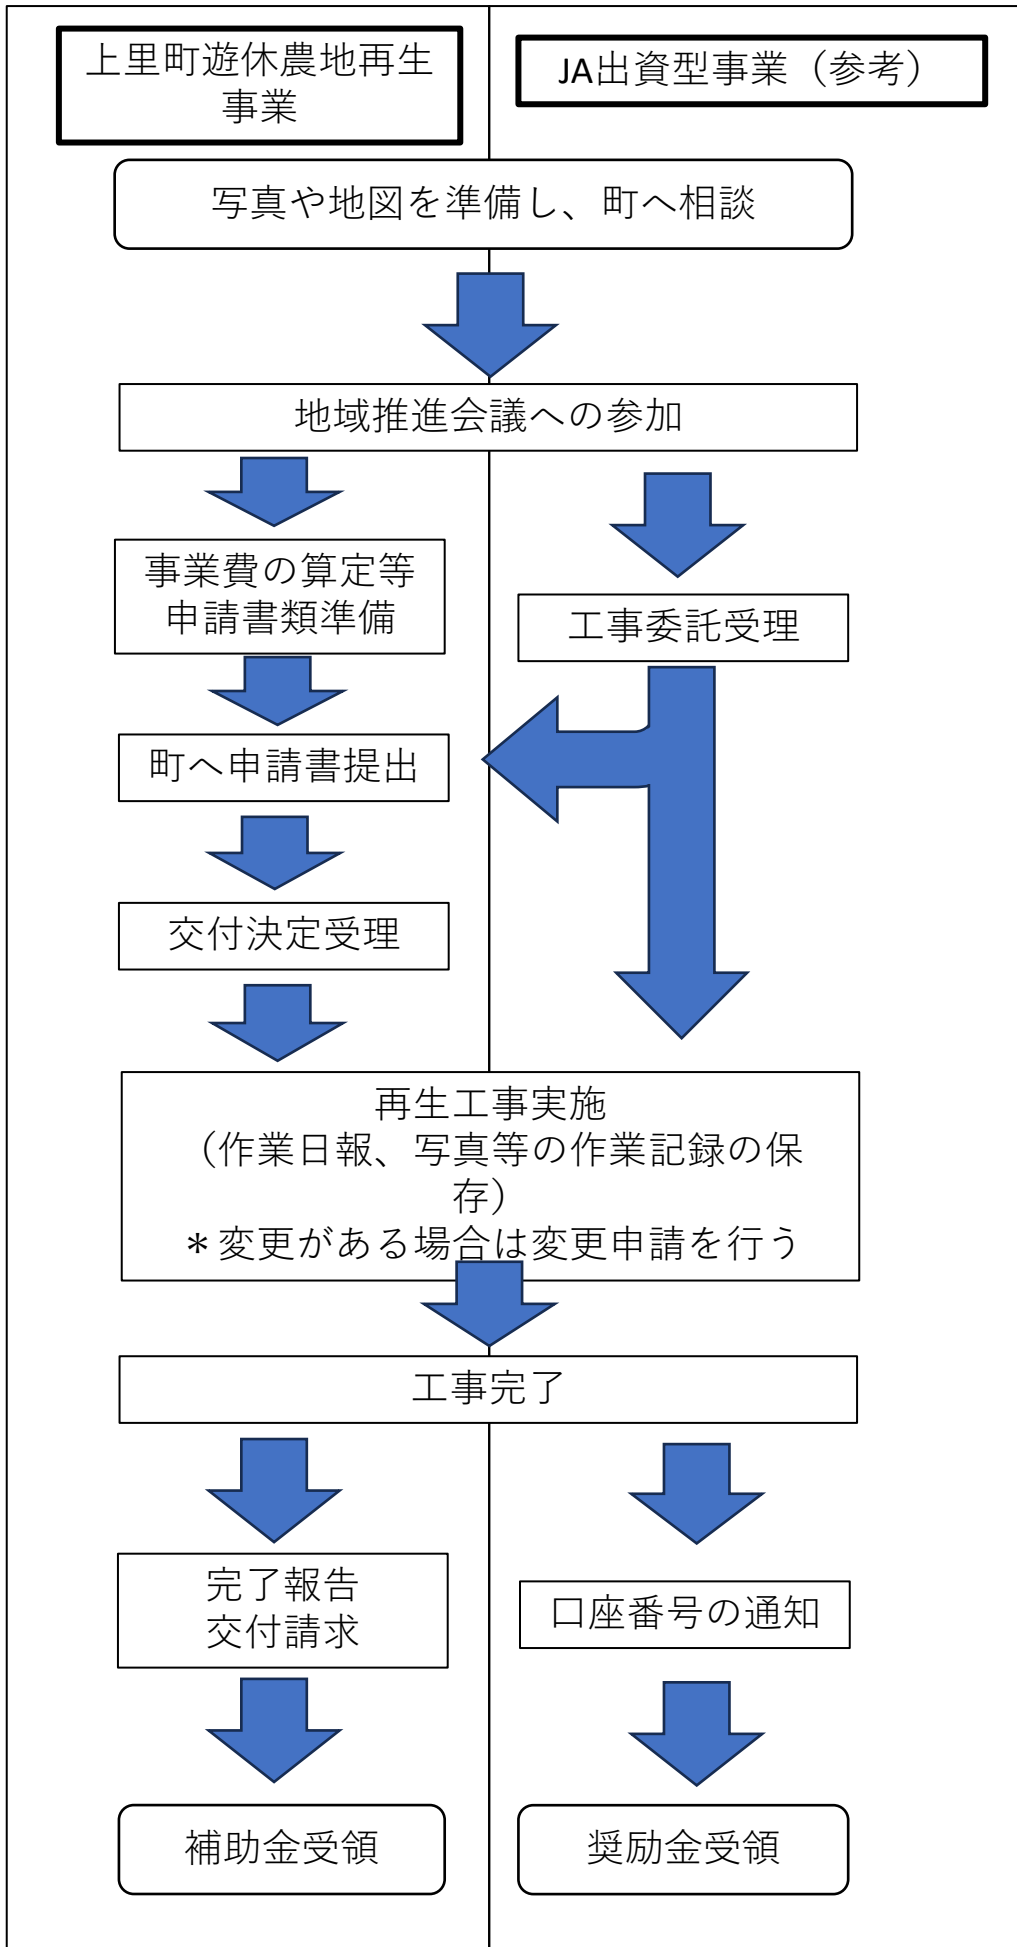 上里町遊休農地再生
事業
JA出資型事業（参考）
写真や地図を準備し、町へ相談
地域推進会議への参加
事業費の算定等
申請書類準備
工事委託受理
町へ申請書提出
交付決定受理
再生工事実施
（作業日報、写真等の作業記録の保
存）
＊変更がある場合は変更申請を行う
工事完了
完了報告
交付請求
口座番号の通知
補助金受領
奨励金受領